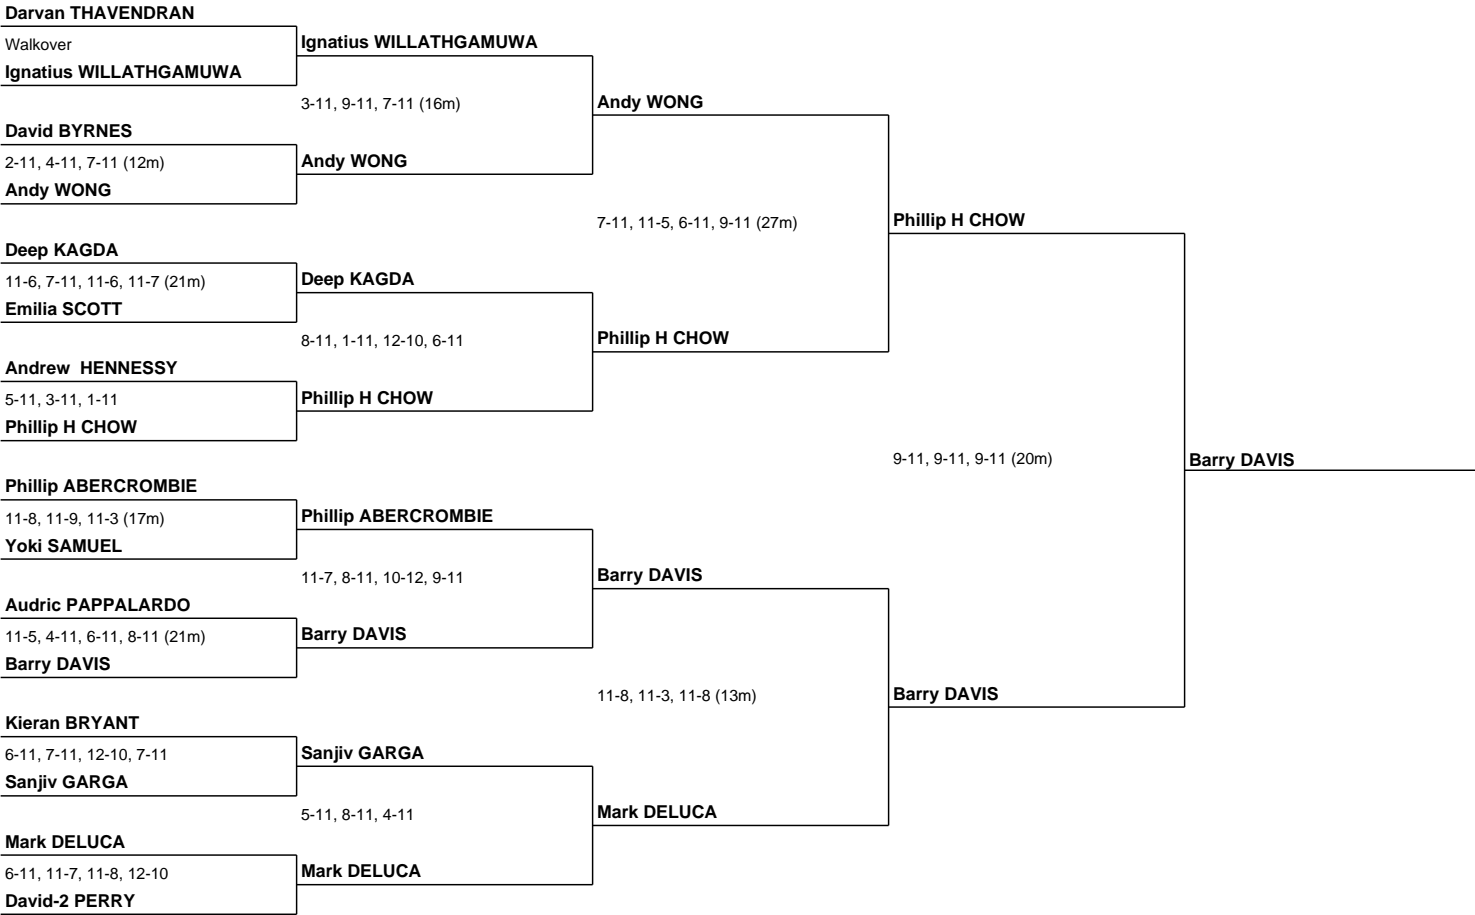 Darvan THAVENDRAN
Walkover
Ignatius WILLATHGAMUWA
David BYRNES
2-11, 4-11, 7-11 (12m)
Andy WONG
Deep KAGDA
11-6, 7-11, 11-6, 11-7 (21m)
Emilia SCOTT
Andrew  HENNESSY
5-11, 3-11, 1-11
Phillip H CHOW
Phillip ABERCROMBIE
11-8, 11-9, 11-3 (17m)
Yoki SAMUEL
Audric PAPPALARDO
11-5, 4-11, 6-11, 8-11 (21m)
Barry DAVIS
Kieran BRYANT
6-11, 7-11, 12-10, 7-11
Sanjiv GARGA
Mark DELUCA
6-11, 11-7, 11-8, 12-10
David-2 PERRY
Ignatius WILLATHGAMUWA
3-11, 9-11, 7-11 (16m)
Andy WONG
Deep KAGDA
8-11, 1-11, 12-10, 6-11
Phillip H CHOW
Phillip ABERCROMBIE
11-7, 8-11, 10-12, 9-11
Barry DAVIS
Sanjiv GARGA
5-11, 8-11, 4-11
Mark DELUCA
Andy WONG
7-11, 11-5, 6-11, 9-11 (27m)
Phillip H CHOW
Barry DAVIS
11-8, 11-3, 11-8 (13m)
Mark DELUCA
Phillip H CHOW
9-11, 9-11, 9-11 (20m)
Barry DAVIS
Barry DAVIS